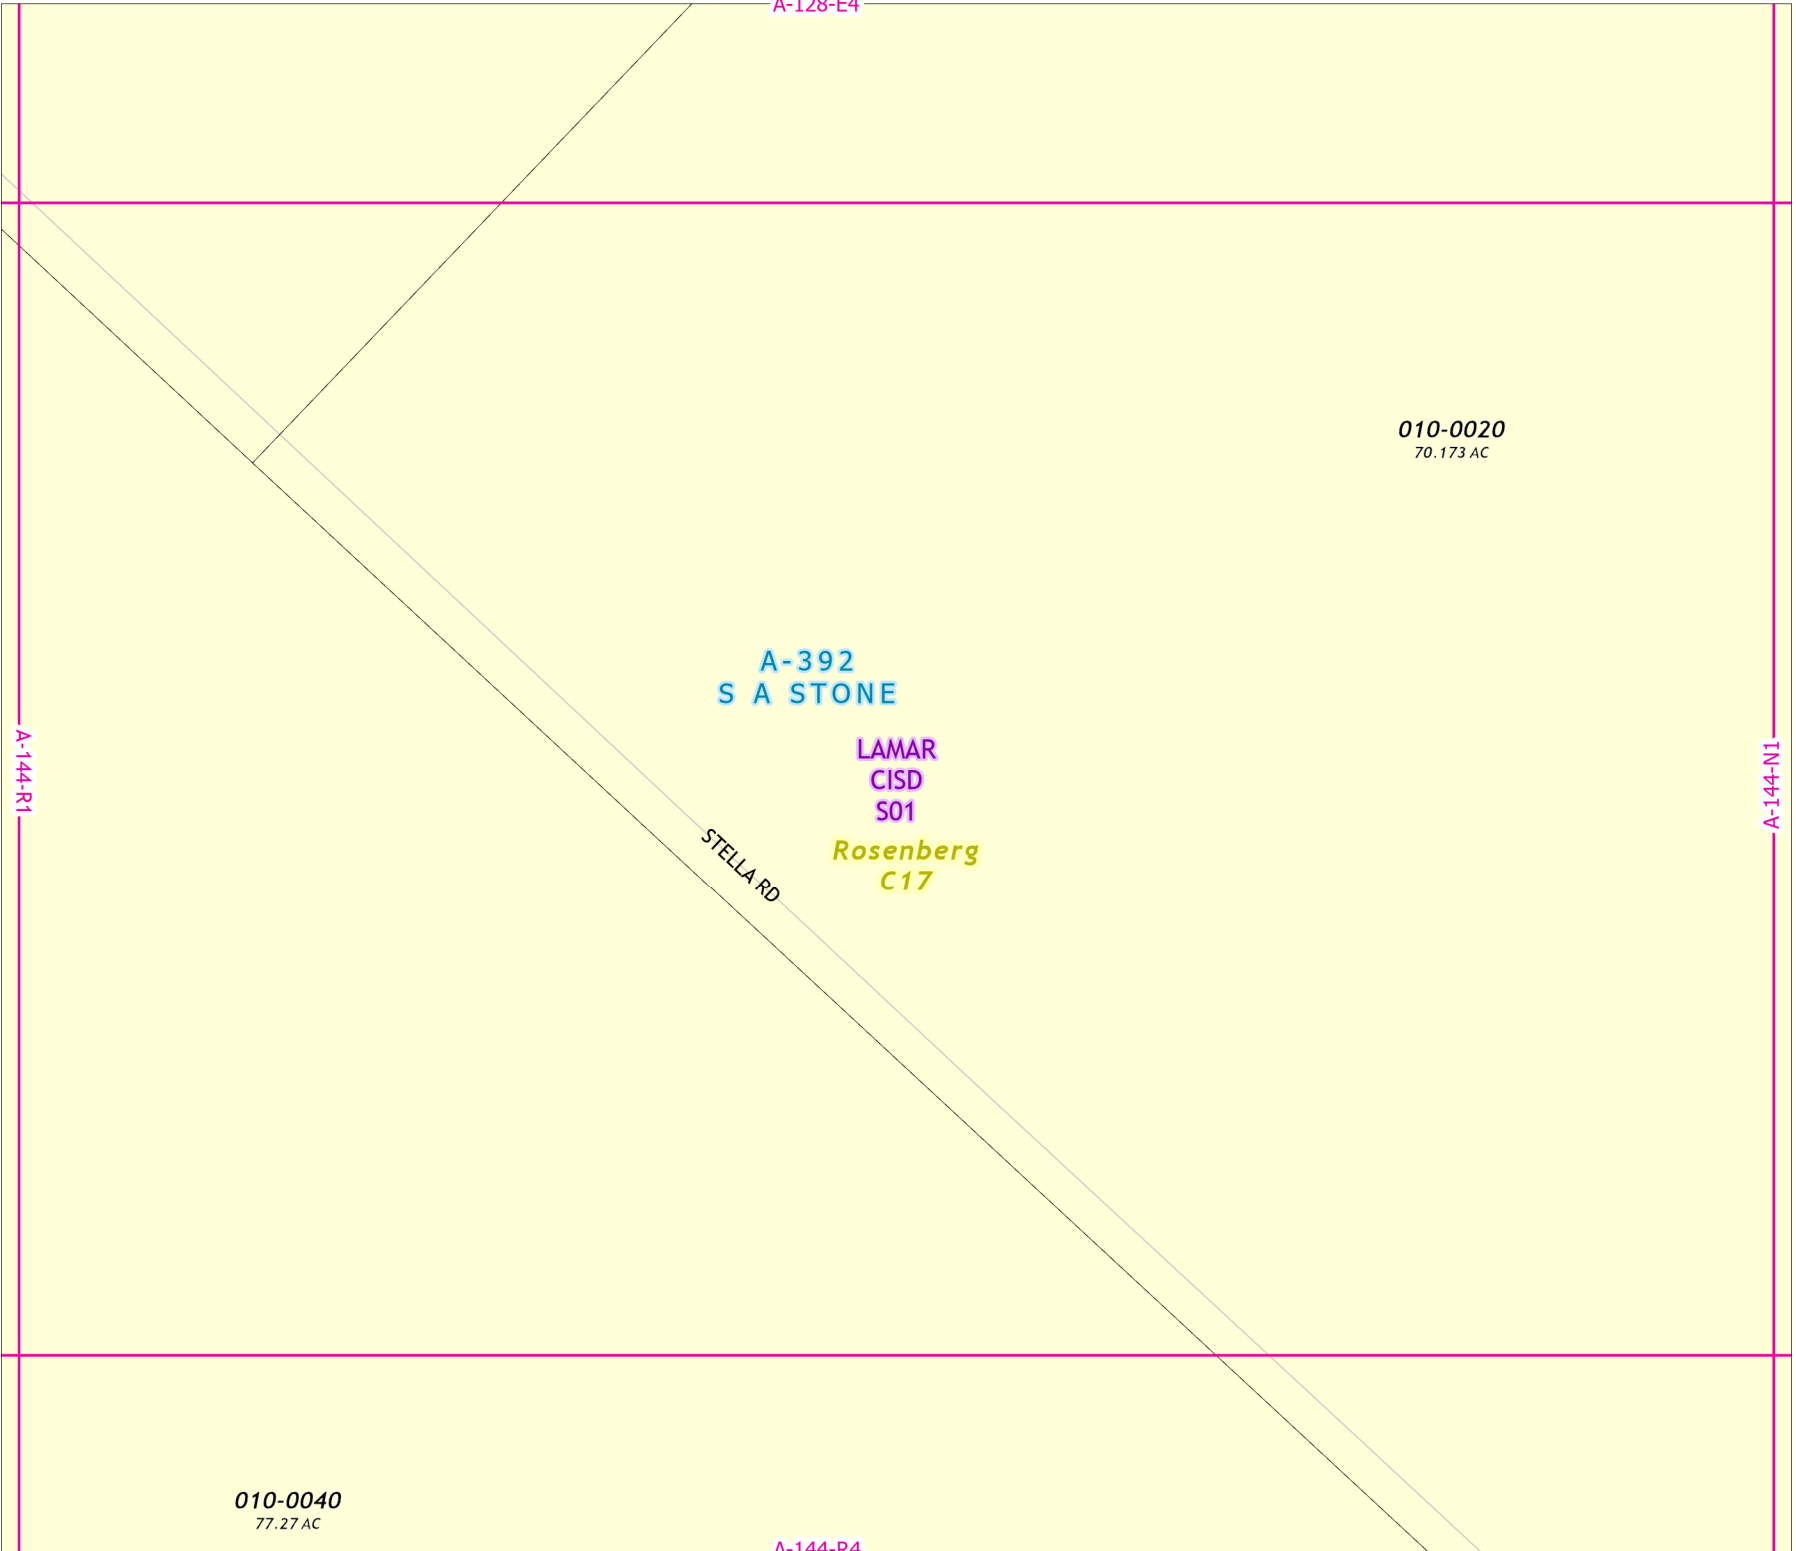 A-128-E4
010-0020
70.173 AC
A-392
S A STONE
LAMAR
CISD
S01
A-144-R1
A-144-N1
Rosenberg
C17
STELLA RD
010-0040
77.27 AC
A-144-R4